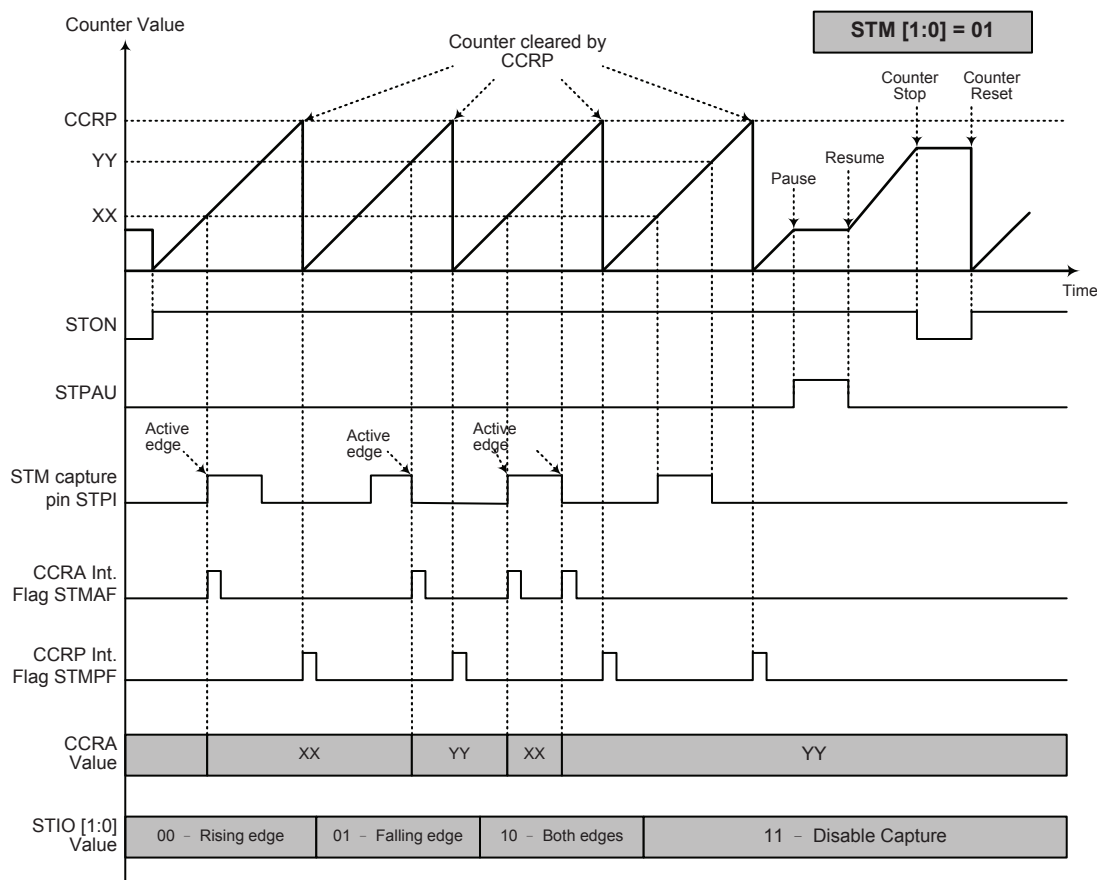 Counter Value
STM [1:0] = 01
Counter cleared by
CCRP
Counter
Stop
Counter
Reset
CCRP
YY
Resume
Pause
XX
Time
STON
STPAU
Active
edge
Active
edge
Active
edge
STM capture
pin STPI
CCRA Int.
Flag STMAF
CCRP Int.
Flag STMPF
CCRA
Value
XX
YY
XX
YY
STIO [1:0]
Value
00 – Rising edge
01 – Falling edge
10 – Both edges
11 – Disable Capture